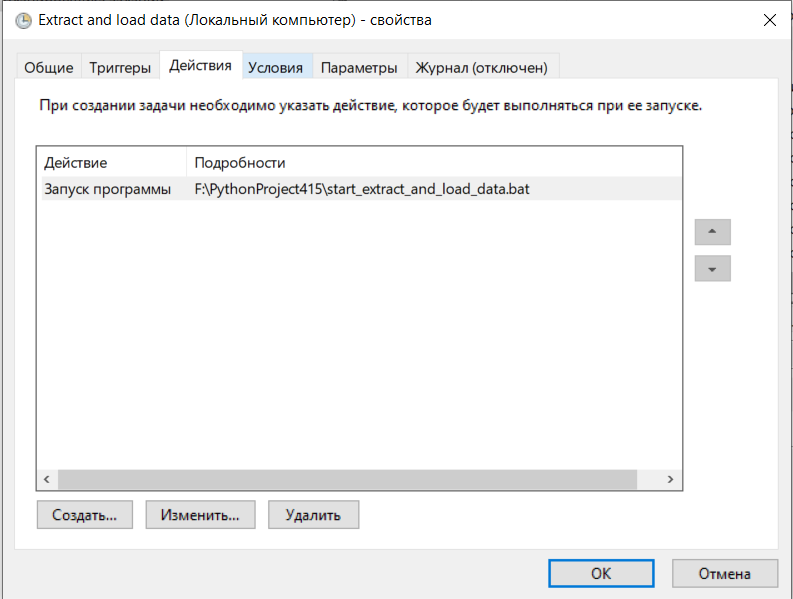 Extract and load data (Локальный компьютер) - свойства
Общие Триггеры Действия Условия Параметры Журнал (отключен)
При создании задачи необходимо указать действие, которое будет выполняться при ее запуске.
Действие Подробности
Запуск программы F:\PythonProject415\start_extract_and_load_data.bat
Создать... Изменить... Удалить
OK Отмена